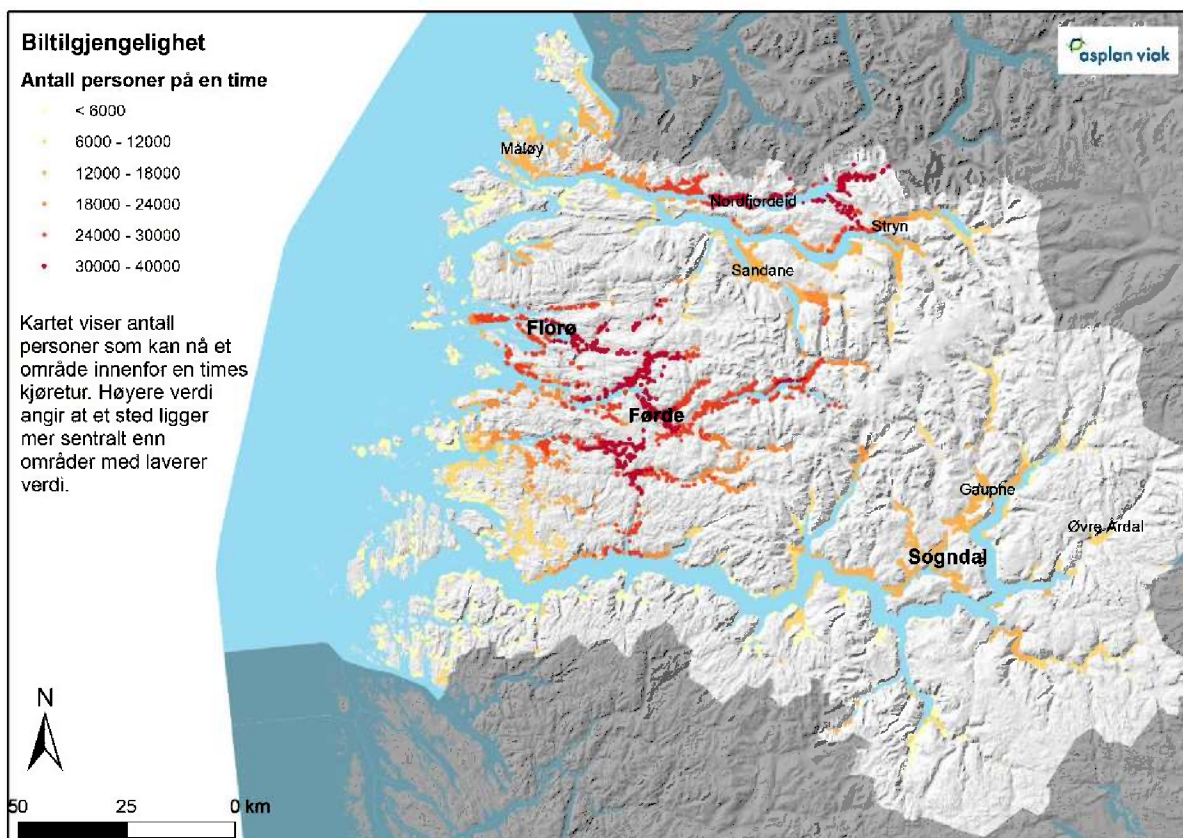 Biltilgjengelighet
Antall personer på en time
< 6000
6000 - 12000
12000 - 18000
18000 - 24000
24000 - 30000
30000 - 40000
Kartet viser antall
personer som kan nå et
område innenfor en times
kjøretur. Høyere verdi
angir at et sted ligger
mer sentralt enn
områder med laverer
verdi.
asplan viak
Måløy
Nordfjordeid
Stryn
Sandane
Florø
Førde
Gaupne
Øvre Årdal
Sogndal
N
50 25 0 km